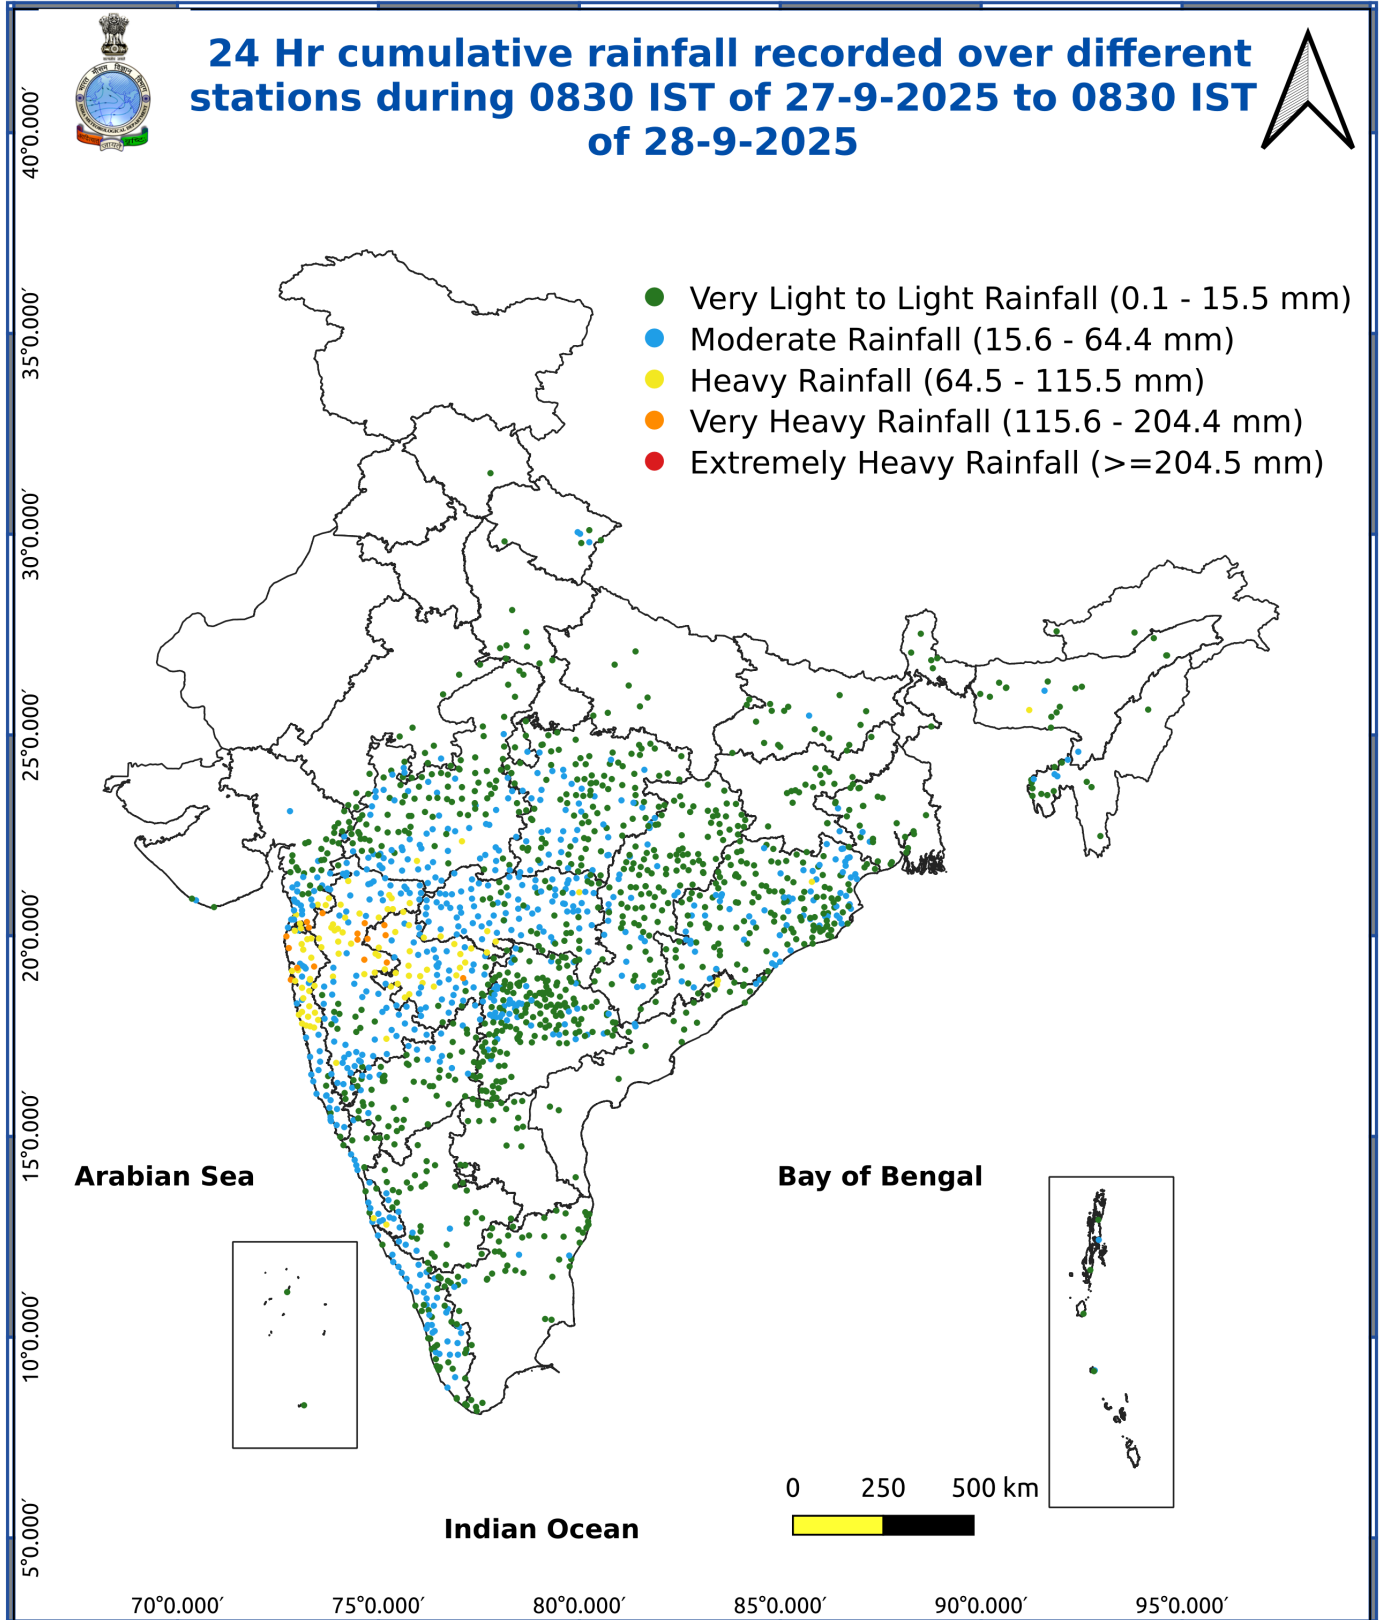 24 Hr cumulative rainfall recorded over different
stations during 0830 IST of 27-9-2025 to 0830 IST
of 28-9-2025
Very Light to Light Rainfall (0.1 - 15.5 mm)
Moderate Rainfall (15.6 - 64.4 mm)
Heavy Rainfall (64.5 - 115.5 mm)
Very Heavy Rainfall (115.6 - 204.4 mm)
Extremely Heavy Rainfall (>=204.5 mm)
40°0.000′
35°0.000′
30°0.000′
25°0.000′
20°0.000′
15°0.000′
10°0.000′
5°0.000′
Arabian Sea
Bay of Bengal
Indian Ocean
0 250 500 km
70°0.000′ 75°0.000′ 80°0.000′ 85°0.000′ 90°0.000′ 95°0.000′